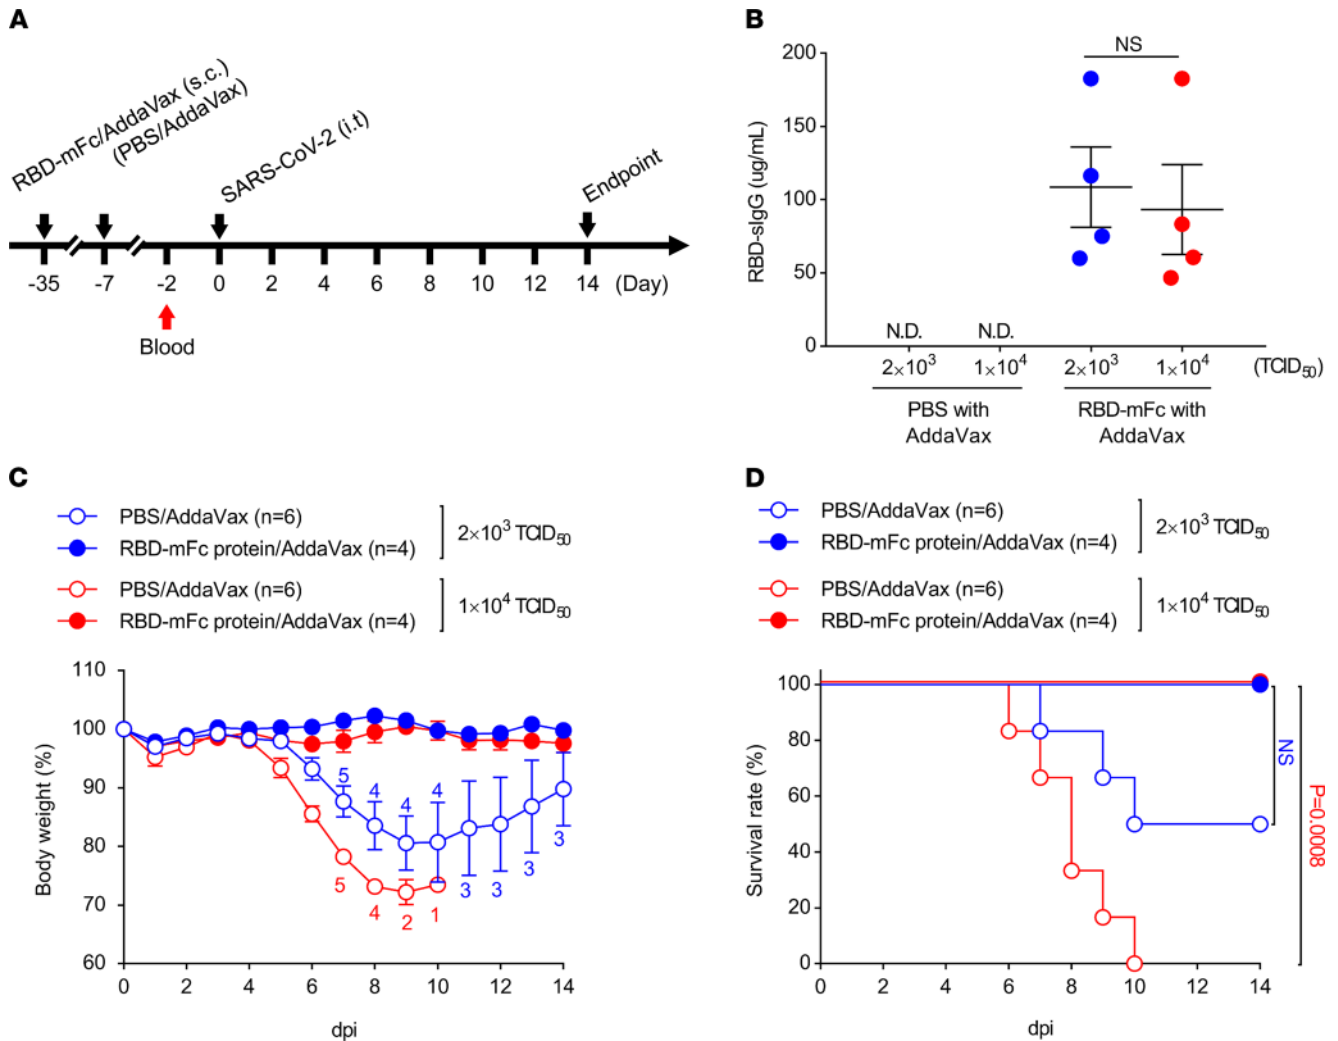 A
RBD-mFc/AddaVax (s.c.)
(PBS/AddaVax)
SARS-CoV-2 (i.t)
Endpoint
-35 -7 -2 0 2 4 6 8 10 12 14 (Day)
Blood
B
NS
200
150
100
50
0
RBD-sIgG (ug/mL)
N.D. N.D.
2×10³ 1×10⁴ 2×10³ 1×10⁴ (TCID₅₀)
PBS with
AddaVax
RBD-mFc with
AddaVax
C
PBS/AddaVax (n=6)
RBD-mFc protein/AddaVax (n=4)
2×10³ TCID₅₀
PBS/AddaVax (n=6)
RBD-mFc protein/AddaVax (n=4)
1×10⁴ TCID₅₀
110
100
90
80
70
60
Body weight (%)
5 4 4 4 3 3 3 3
5 4 2 1
0 2 4 6 8 10 12 14
dpi
D
PBS/AddaVax (n=6)
RBD-mFc protein/AddaVax (n=4)
2×10³ TCID₅₀
PBS/AddaVax (n=6)
RBD-mFc protein/AddaVax (n=4)
1×10⁴ TCID₅₀
100
80
60
40
20
0
Survival rate (%)
NS
P=0.0008
0 2 4 6 8 10 12 14
dpi